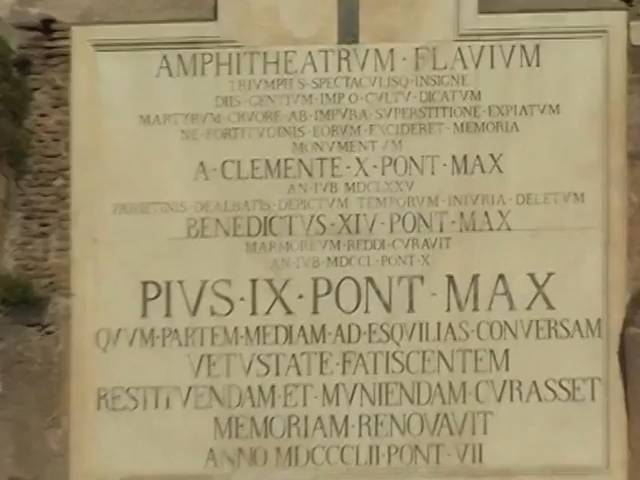 AMPHITHEATRVM · FLAVIVM
TRIVMPHIS · SPECTACVLISQ · INSIGNE
DIIS · GENTIVM · IMPIO · CVLTV · DICATVM
MARTYRVM · CRVORE · AB · IMPVRA · SVPERSTITIONE · EXPIATVM
NE · FORTITVDINIS · EORVM · EXCIDERET · MEMORIA
MONVMENTVM
A · CLEMENTE · X · PONT · MAX
AN · IVB · MDCLXXV
PARIETINIS · DEALBATIS · DEPICTVM · TEMPORVM · INIVRIA · DELETVM
BENEDICTVS · XIV · PONT · MAX
MARMOREVM · REDDI · CVRAVIT
AN · IVB · MDCCL · PONT · X
PIVS · IX · PONT · MAX
QVVM · PARTEM · MEDIAM · AD · ESQVILIAS · CONVERSAM
VETVSTATE · FATISCENTEM
RESTITVENDAM · ET · MVNIENDAM · CVRASSET
MEMORIAM · RENOVAVIT
ANNO MDCCCLII · PONT · VII